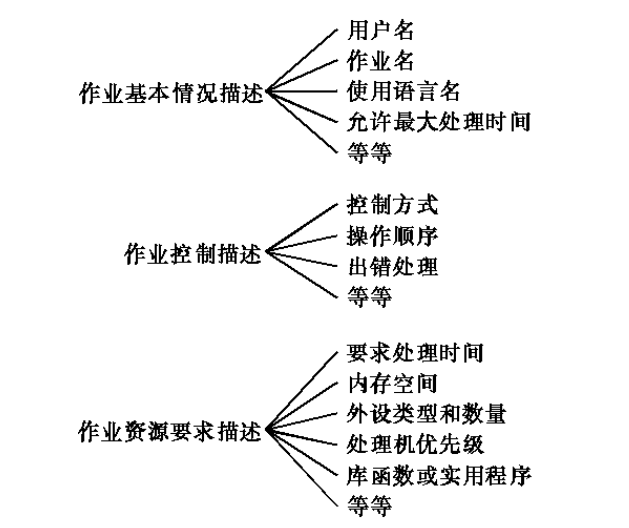 用户名
作业名
作业基本情况描述
使用语言名
允许最大处理时间
等等
控制方式
操作顺序
作业控制描述
出错处理
等等
要求处理时间
内存空间
外设类型和数量
作业资源要求描述
处理机优先级
库函数或实用程序
等等